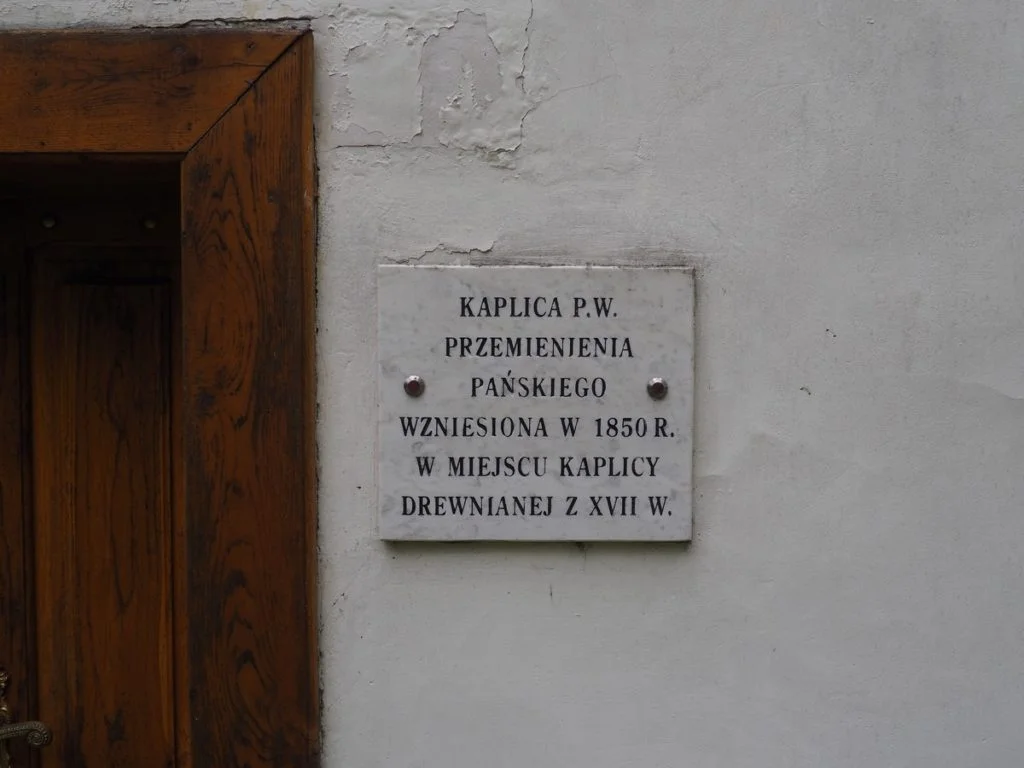 KAPLICA P.W.
PRZEMIENIENIA
PAŃSKIEGO
WZNIESIONA W 1850 R.
W MIEJSCU KAPLICY
DREWNIANEJ Z XVII W.